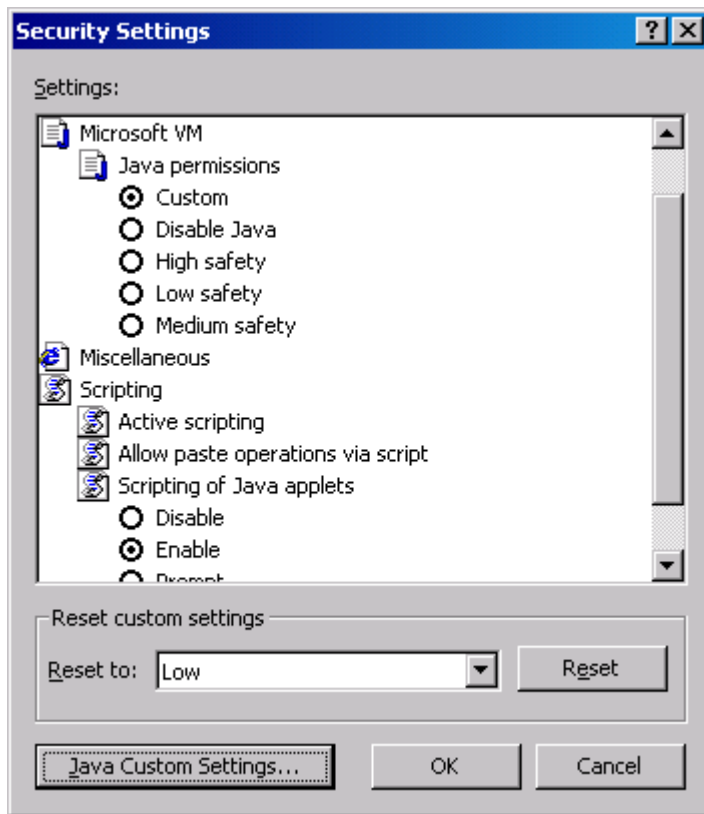 Security Settings
Settings:
Microsoft VM
Java permissions
Custom
Disable Java
High safety
Low safety
Medium safety
Miscellaneous
Scripting
Active scripting
Allow paste operations via script
Scripting of Java applets
Disable
Enable
Prompt
Reset custom settings
Reset to: Low Reset
Java Custom Settings... OK Cancel